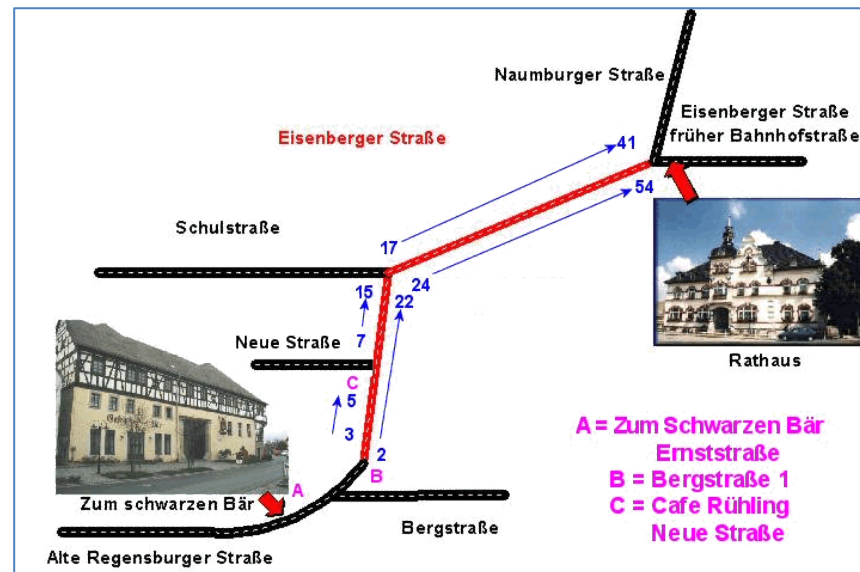 Naumburger Straße
Eisenberger Straße
früher Bahnhofstraße
Eisenberger Straße
41
54
Schulstraße
17
24
15
22
7
Neue Straße
Rathaus
C
5
3
2
A = Zum Schwarzen Bär
Ernststraße
B
B = Bergstraße 1
A
C = Cafe Rühling
Zum schwarzen Bär
Bergstraße
Neue Straße
Alte Regensburger Straße